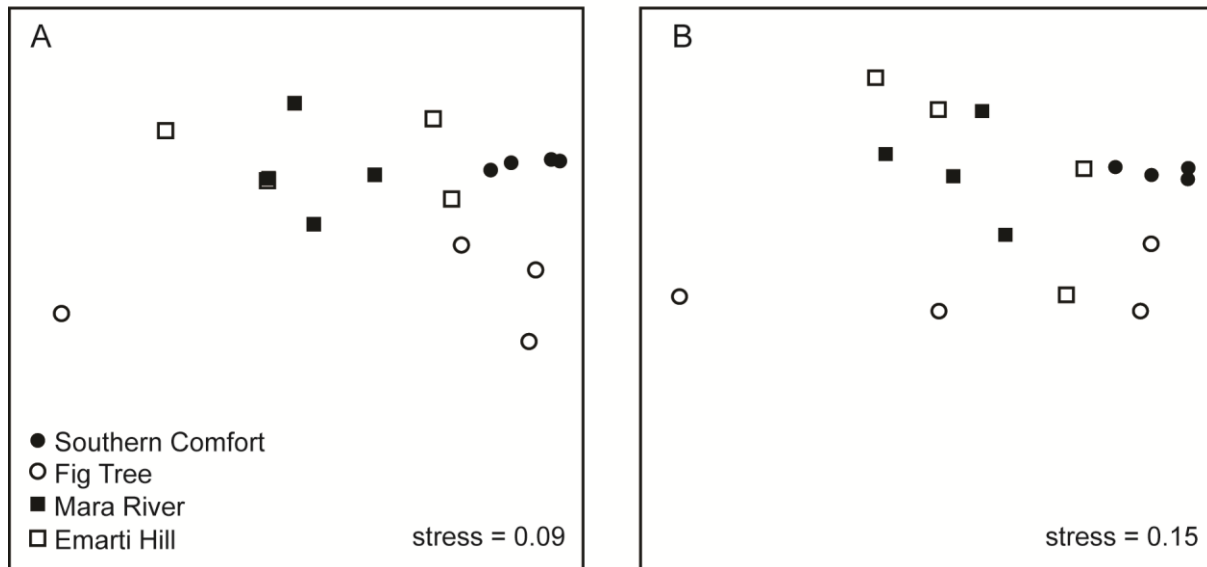 A
B
Southern Comfort
Fig Tree
Mara River
Emarti Hill
stress = 0.09
stress = 0.15